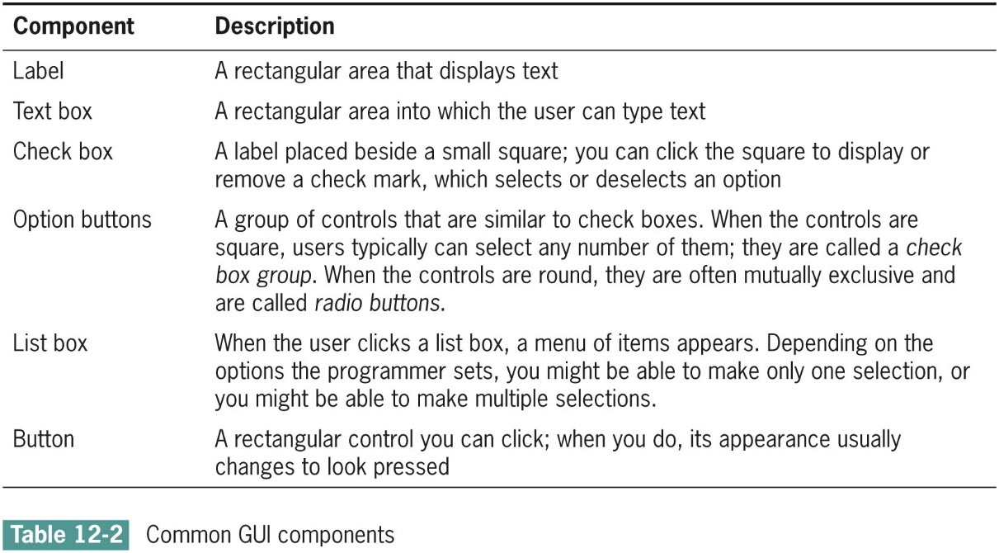 Component Description
Label A rectangular area that displays text
Text box A rectangular area into which the user can type text
Check box A label placed beside a small square; you can click the square to display or
remove a check mark, which selects or deselects an option
Option buttons A group of controls that are similar to check boxes. When the controls are
square, users typically can select any number of them; they are called a check
box group. When the controls are round, they are often mutually exclusive and
are called radio buttons.
List box When the user clicks a list box, a menu of items appears. Depending on the
options the programmer sets, you might be able to make only one selection, or
you might be able to make multiple selections.
Button A rectangular control you can click; when you do, its appearance usually
changes to look pressed
Table 12-2 Common GUI components